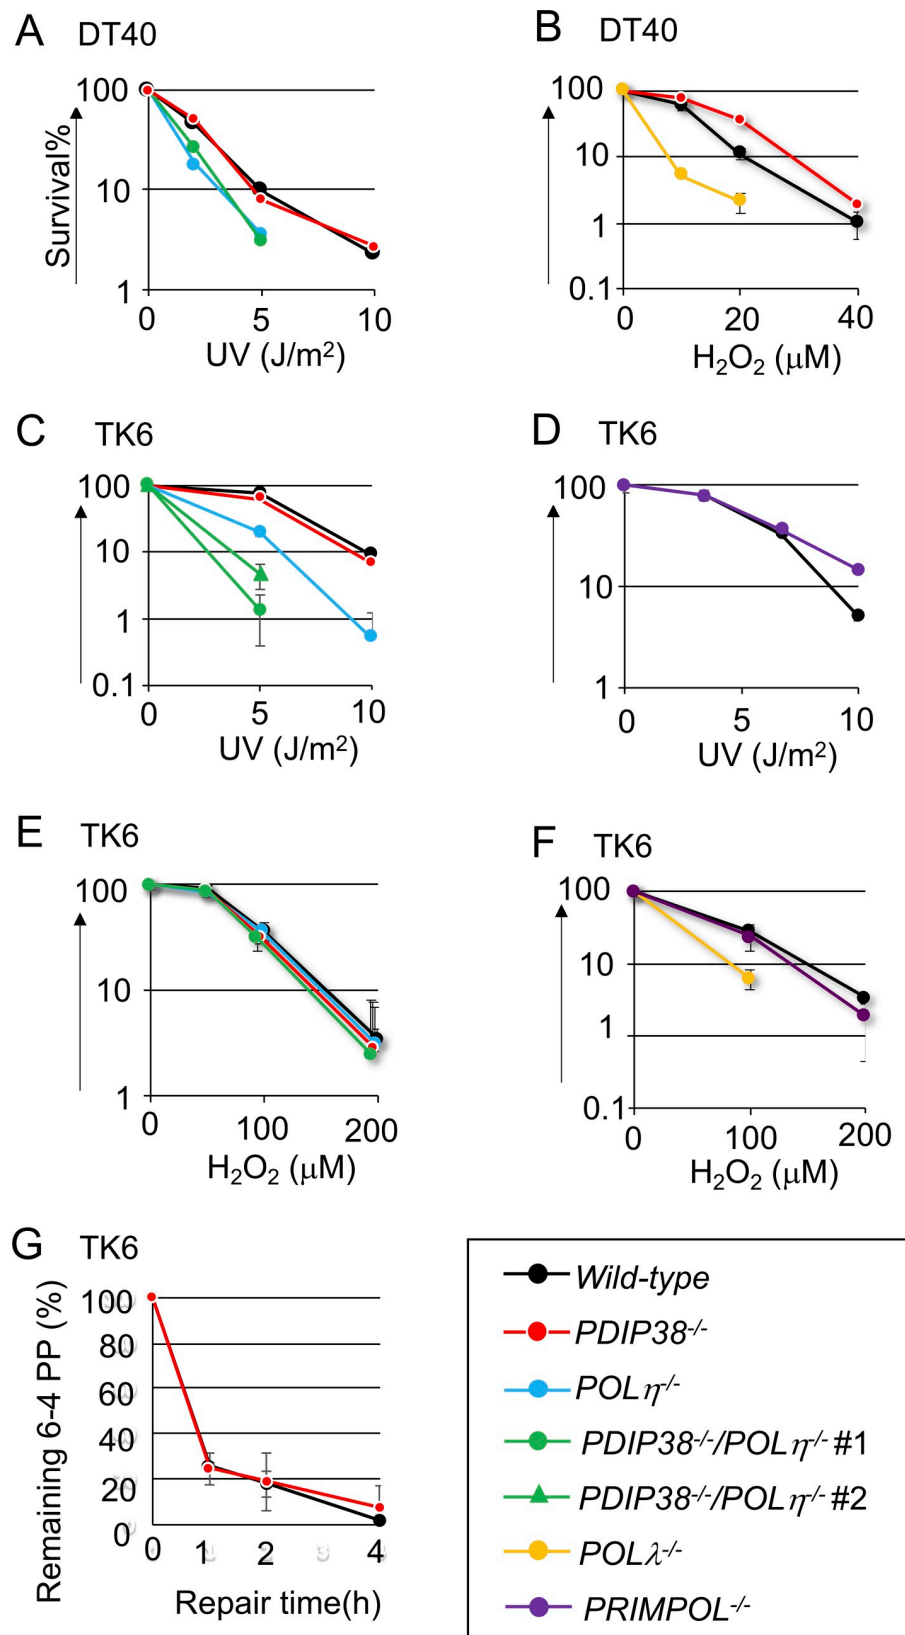 A DT40
100
10
1
Survival%
0 5 10
UV (J/m²)
B DT40
100
10
1
0.1
0 20 40
H₂O₂ (μM)
C TK6
100
10
1
0.1
0 5 10
UV (J/m²)
D TK6
100
10
1
0 5 10
UV (J/m²)
E TK6
100
10
1
0 100 200
H₂O₂ (μM)
F TK6
100
10
1
0.1
0 100 200
H₂O₂ (μM)
G TK6
100
80
60
40
20
0
Remaining 6-4 PP (%)
0 1 2 3 4
Repair time(h)
Wild-type
PDIP38-/-
POLη-/-
PDIP38-/-/POLη-/- #1
PDIP38-/-/POLη-/- #2
POLλ-/-
PRIMPOL-/-